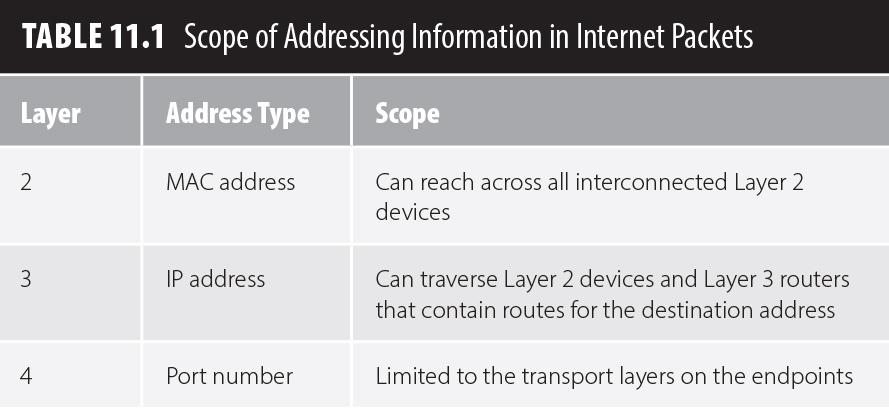 TABLE 11.1 Scope of Addressing Information in Internet Packets
Layer Address Type Scope
2 MAC address Can reach across all interconnected Layer 2
devices
3 IP address Can traverse Layer 2 devices and Layer 3 routers
that contain routes for the destination address
4 Port number Limited to the transport layers on the endpoints